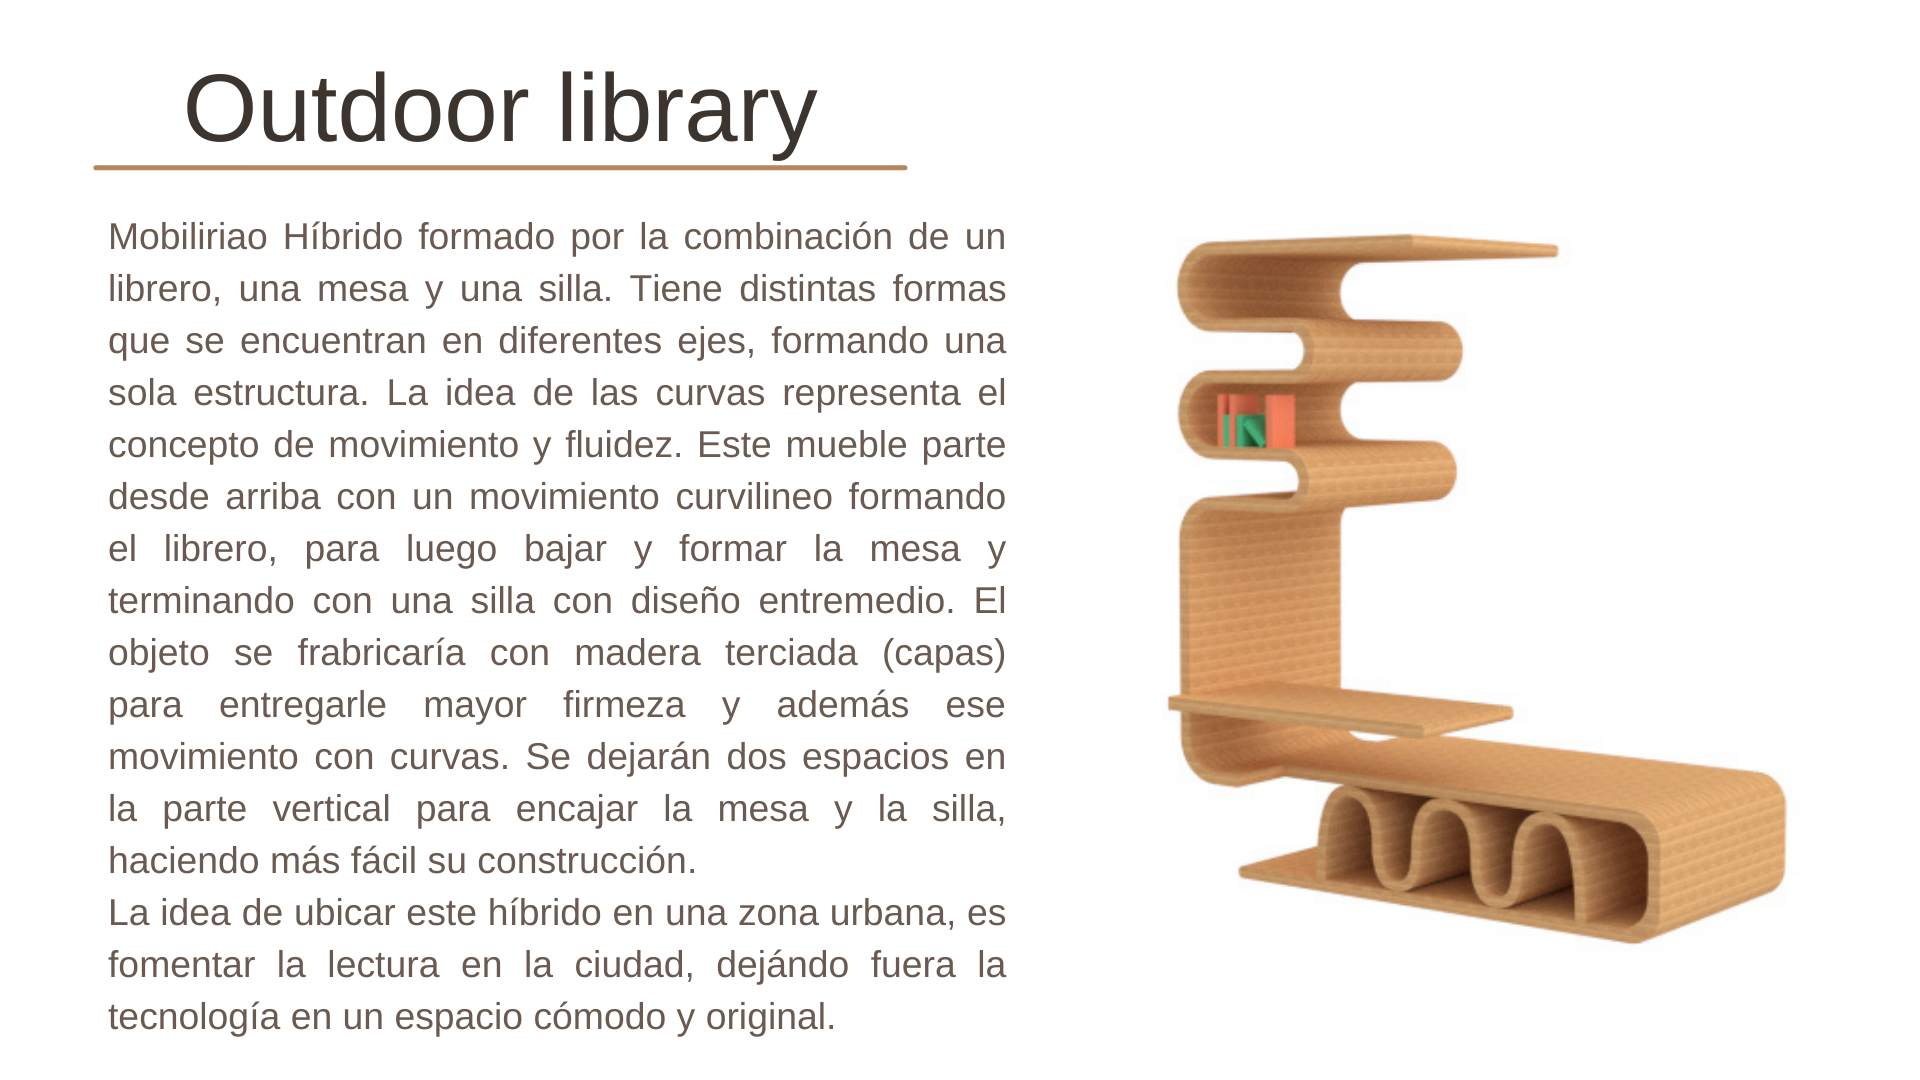 Outdoor library
Mobiliriao Híbrido formado por la combinación de un
librero, una mesa y una silla. Tiene distintas formas
que se encuentran en diferentes ejes, formando una
sola estructura. La idea de las curvas representa el
concepto de movimiento y fluidez. Este mueble parte
desde arriba con un movimiento curvilineo formando
el librero, para luego bajar y formar la mesa y
terminando con una silla con diseño entremedio. El
objeto se frabricaría con madera terciada (capas)
para entregarle mayor firmeza y además ese
movimiento con curvas. Se dejarán dos espacios en
la parte vertical para encajar la mesa y la silla,
haciendo más fácil su construcción.
La idea de ubicar este híbrido en una zona urbana, es
fomentar la lectura en la ciudad, dejándo fuera la
tecnología en un espacio cómodo y original.